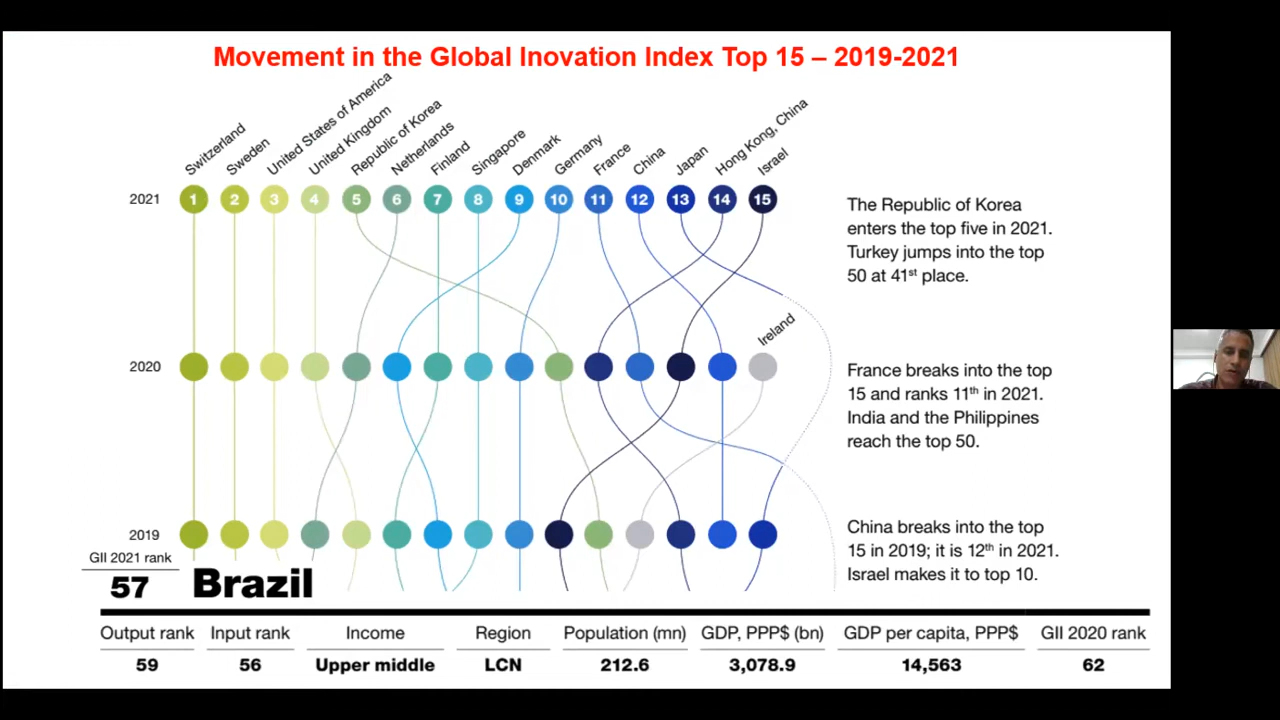 Movement in the Global Inovation Index Top 15 – 2019-2021
Switzerland
Sweden
United States of America
United Kingdom
Republic of Korea
Netherlands
Finland
Singapore
Denmark
Germany
France
China
Japan
Hong Kong, China
Israel
2021
1 2 3 4 5 6 7 8 9 10 11 12 13 14 15
The Republic of Korea
enters the top five in 2021.
Turkey jumps into the top
50 at 41st place.
Ireland
2020
France breaks into the top
15 and ranks 11th in 2021.
India and the Philippines
reach the top 50.
2019
China breaks into the top
15 in 2019; it is 12th in 2021.
Israel makes it to top 10.
GII 2021 rank
57 Brazil
Output rank Input rank Income Region Population (mn) GDP, PPP$ (bn) GDP per capita, PPP$ GII 2020 rank
59 56 Upper middle LCN 212.6 3,078.9 14,563 62